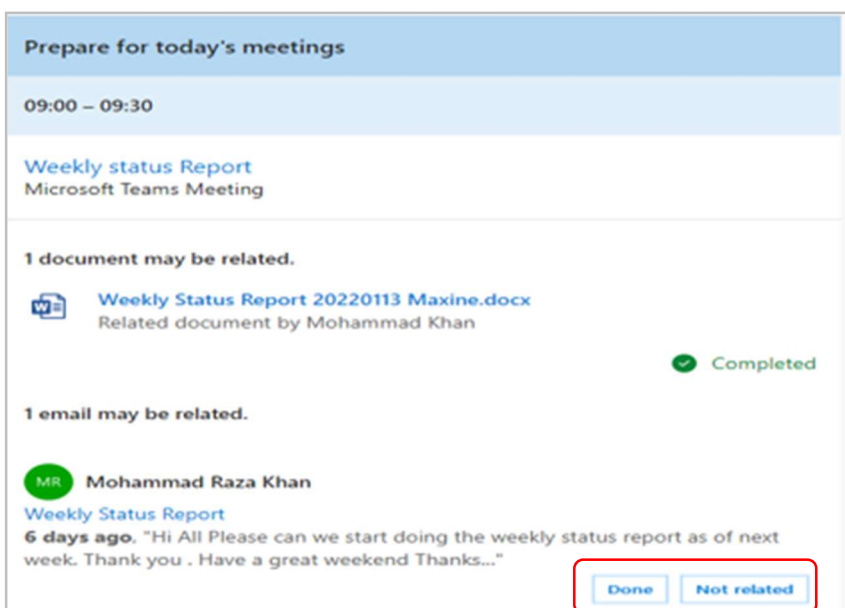 Prepare for today's meetings
09:00 – 09:30
Weekly status Report
Microsoft Teams Meeting
1 document may be related.
Weekly Status Report 20220113 Maxine.docx
Related document by Mohammad Khan
Completed
1 email may be related.
MR Mohammad Raza Khan
Weekly Status Report
6 days ago. "Hi All Please can we start doing the weekly status report as of next
week. Thank you . Have a great weekend Thanks..."
Done Not related